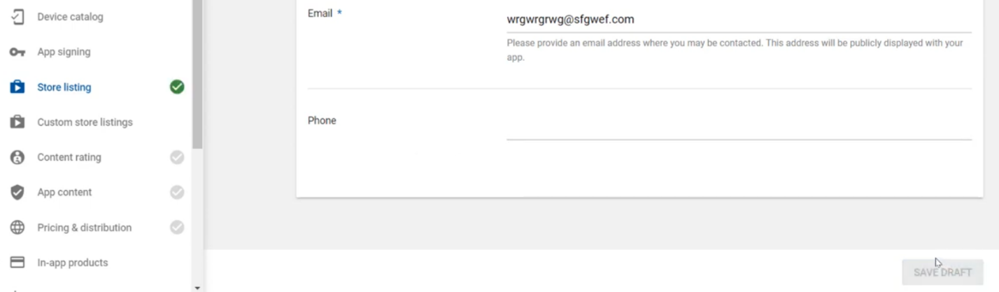 Device catalog
App signing
Store listing
Custom store listings
Content rating
App content
Pricing & distribution
In-app products
Email *
wrgwrgrwg@sfgwef.com
Please provide an email address where you may be contacted. This address will be publicly displayed with your
app.
Phone
SAVE DRAFT